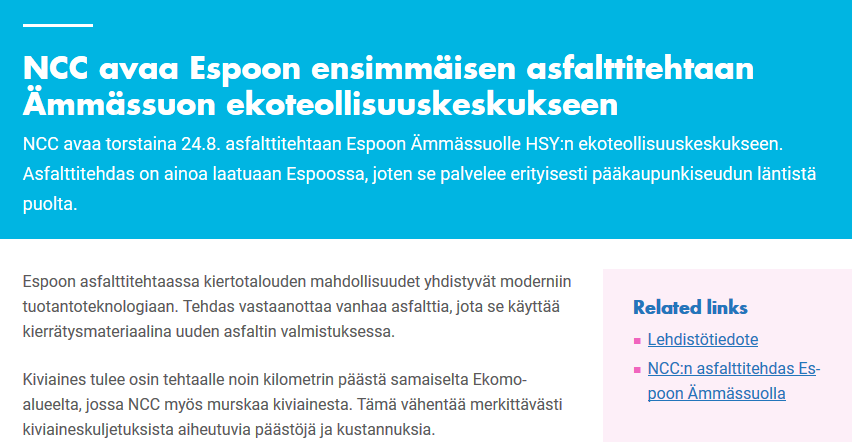 NCC avaa Espoon ensimmäisen asfalttitehtaan
Ämmässuon ekoteollisuuskeskukseen
NCC avaa torstaina 24.8. asfalttitehtaan Espoon Ämmässuolle HSY:n ekoteollisuuskeskukseen.
Asfalttitehdas on ainoa laatuaan Espoossa, joten se palvelee erityisesti pääkaupunkiseudun läntistä
puolta.
Espoon asfalttitehtaassa kiertotalouden mahdollisuudet yhdistyvät moderniin
tuotantoteknologiaan. Tehdas vastaanottaa vanhaa asfalttia, jota se käyttää
kierrätysmateriaalina uuden asfaltin valmistuksessa.
Kiviaines tulee osin tehtaalle noin kilometrin päästä samaiselta Ekomo-
alueelta, jossa NCC myös murskaa kiviainesta. Tämä vähentää merkittävästi
kiviaineskuljetuksista aiheutuvia päästöjä ja kustannuksia.
Related links
Lehdistötiedote
NCC:n asfalttitehdas Es-
poon Ämmässuolla